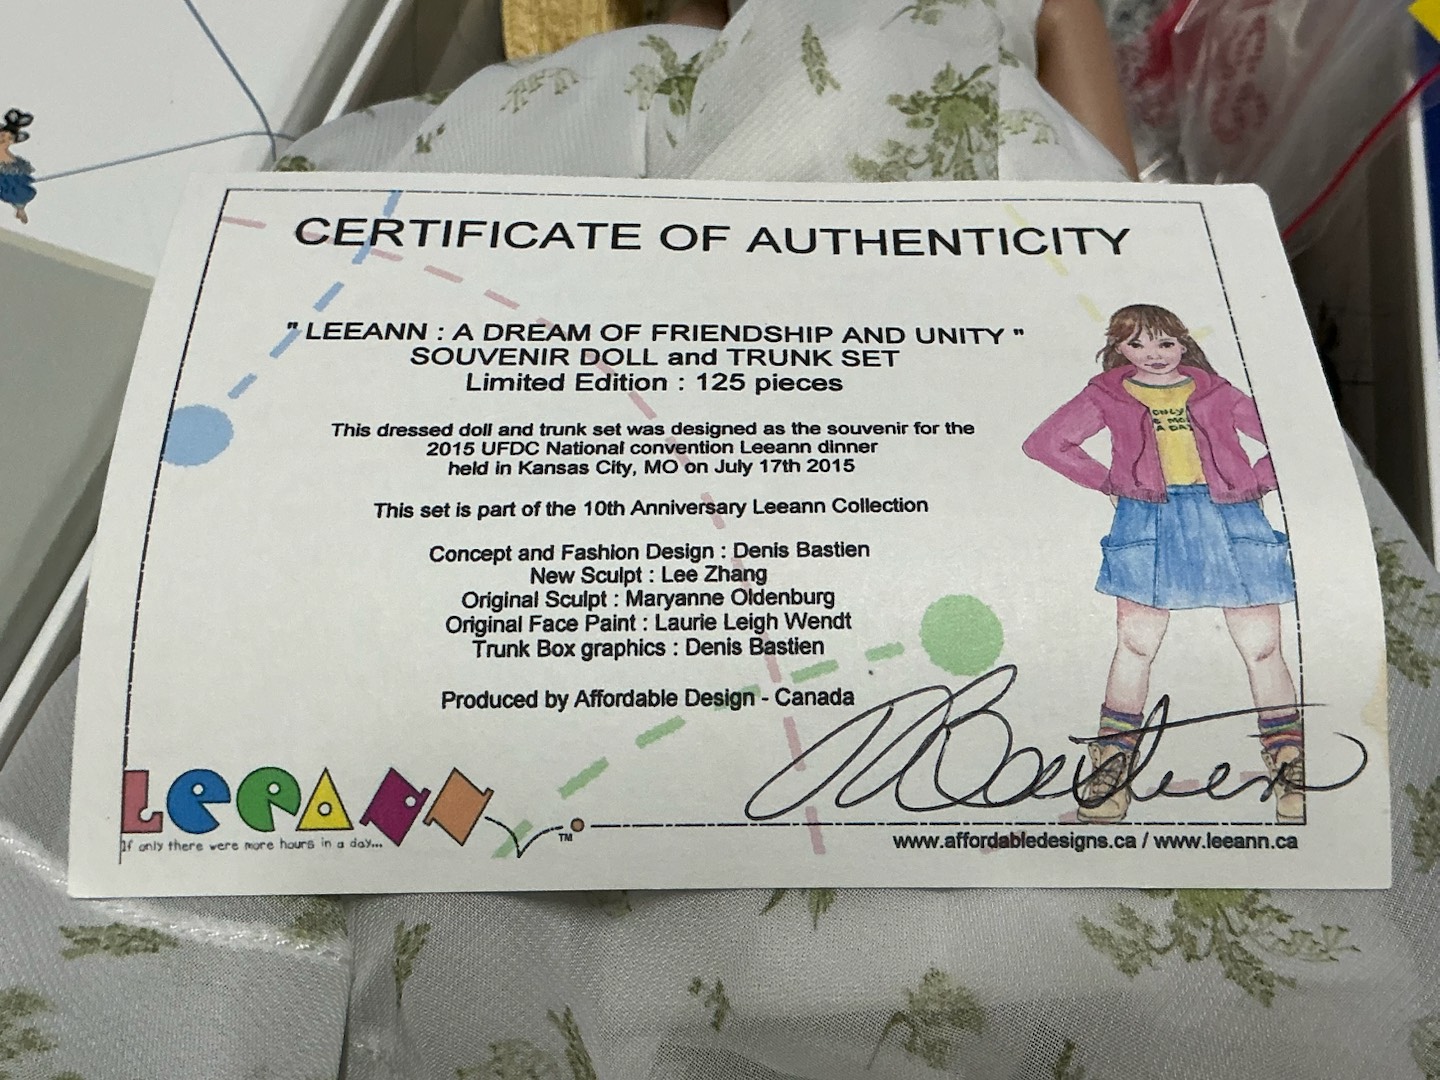 CERTIFICATE OF AUTHENTICITY
" LEEANN : A DREAM OF FRIENDSHIP AND UNITY "
SOUVENIR DOLL and TRUNK SET
Limited Edition : 125 pieces
This dressed doll and trunk set was designed as the souvenir for the
2015 UFDC National convention Leeann dinner
held in Kansas City, MO on July 17th 2015
This set is part of the 10th Anniversary Leeann Collection
Concept and Fashion Design : Denis Bastien
New Sculpt : Lee Zhang
Original Sculpt : Maryanne Oldenburg
Original Face Paint : Laurie Leigh Wendt
Trunk Box graphics : Denis Bastien
Produced by Affordable Design - Canada
D Bastien
LeeANN
TM
If only there were more hours in a day...
www.affordabledesigns.ca / www.leeann.ca
ONLY
A DAY